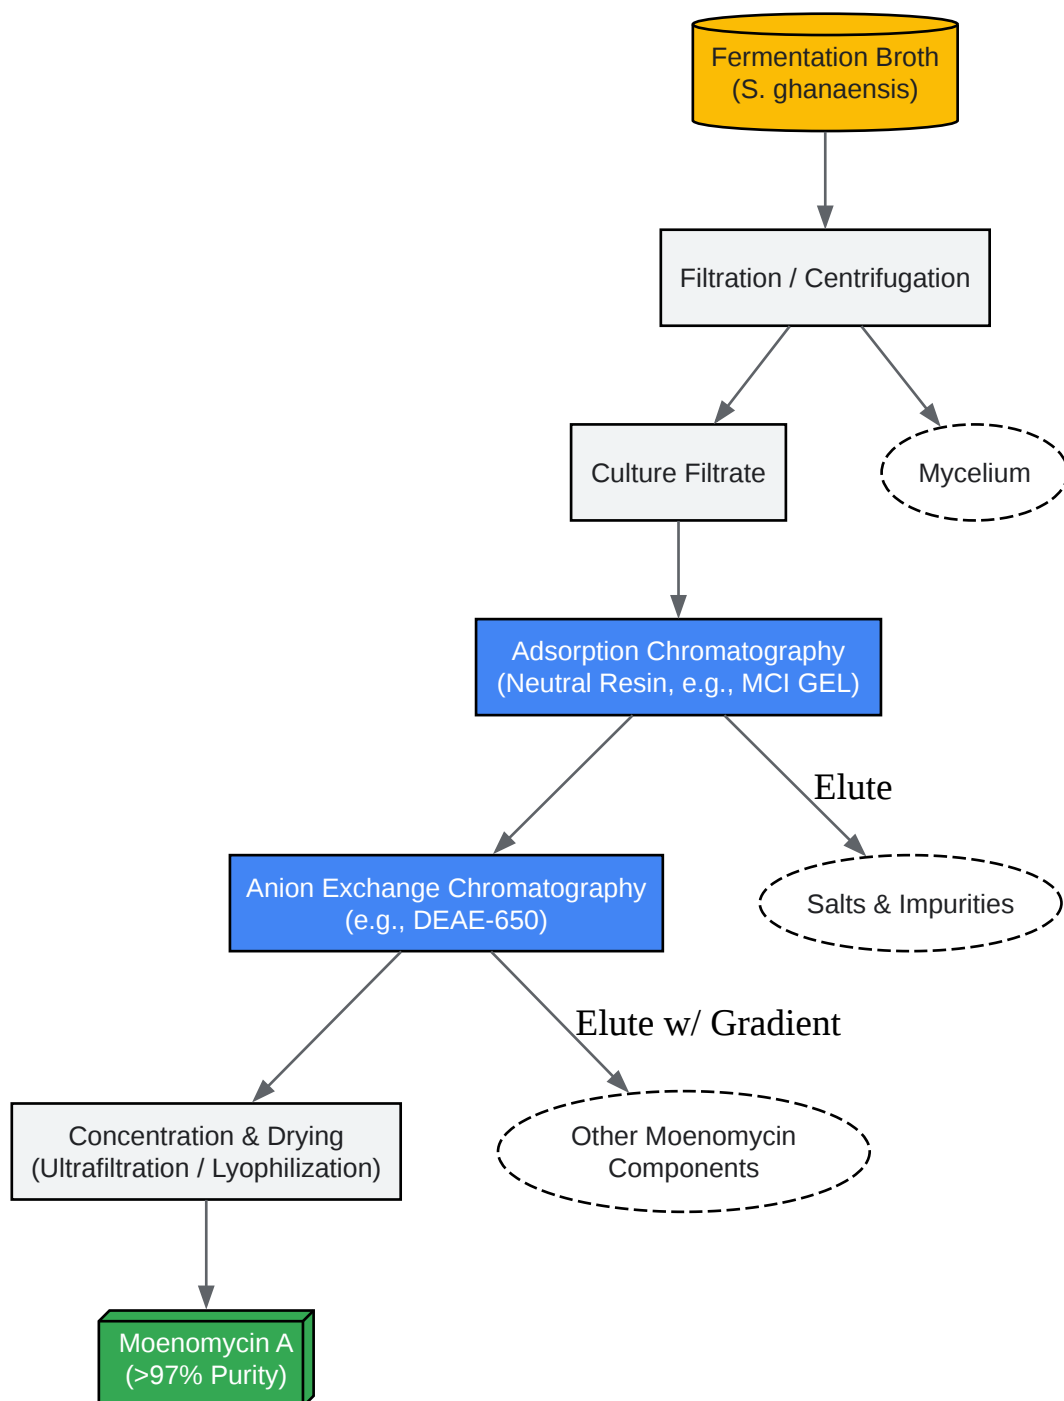 Fermentation Broth
(S. ghanaensis)
Filtration / Centrifugation
Culture Filtrate
Mycelium
Adsorption Chromatography
(Neutral Resin, e.g., MCI GEL)
Elute
Anion Exchange Chromatography
(e.g., DEAE-650)
Salts & Impurities
Elute w/ Gradient
Concentration & Drying
(Ultrafiltration / Lyophilization)
Other Moenomycin
Components
Moenomycin A
(>97% Purity)